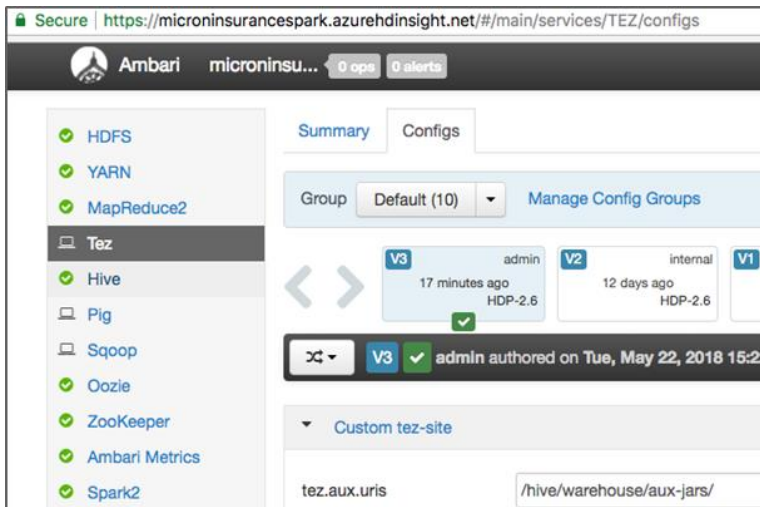 Secure | https://microninsurancespark.azurehdinsight.net/#/main/services/TEZ/configs
Ambari microninsu... 0 ops 0 alerts
HDFS
YARN
MapReduce2
Tez
Hive
Pig
Sqoop
Oozie
ZooKeeper
Ambari Metrics
Spark2
Summary Configs
Group Default (10) Manage Config Groups
V3 admin
17 minutes ago
HDP-2.6
V2 internal
12 days ago
HDP-2.6
V1
V3 admin authored on Tue, May 22, 2018 15:2
Custom tez-site
tez.aux.uris /hive/warehouse/aux-jars/